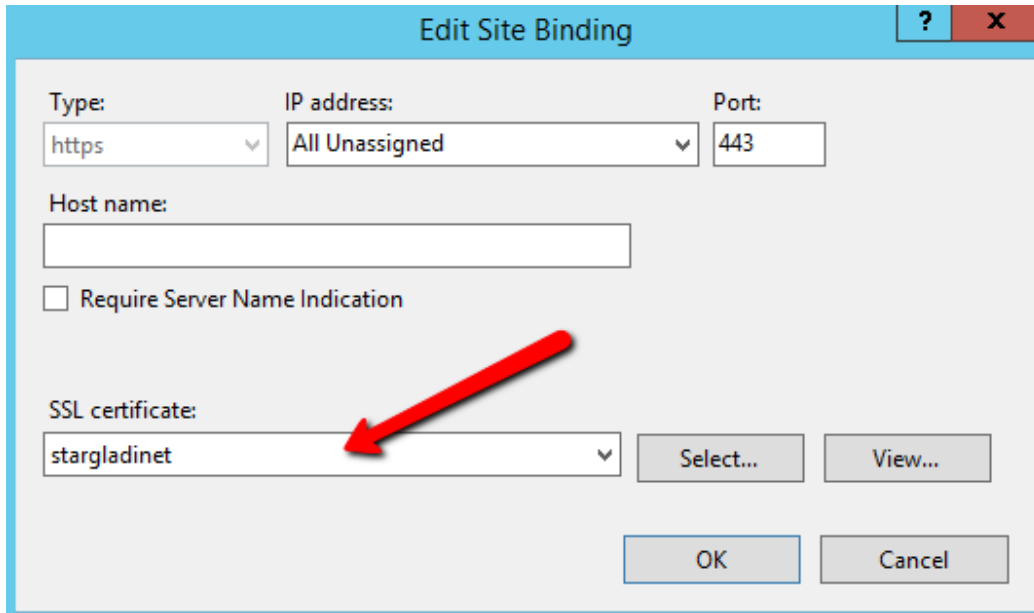 Edit Site Binding
? x
Type: IP address: Port:
https All Unassigned 443
Host name:
Require Server Name Indication
SSL certificate:
stargladinet Select... View...
OK Cancel